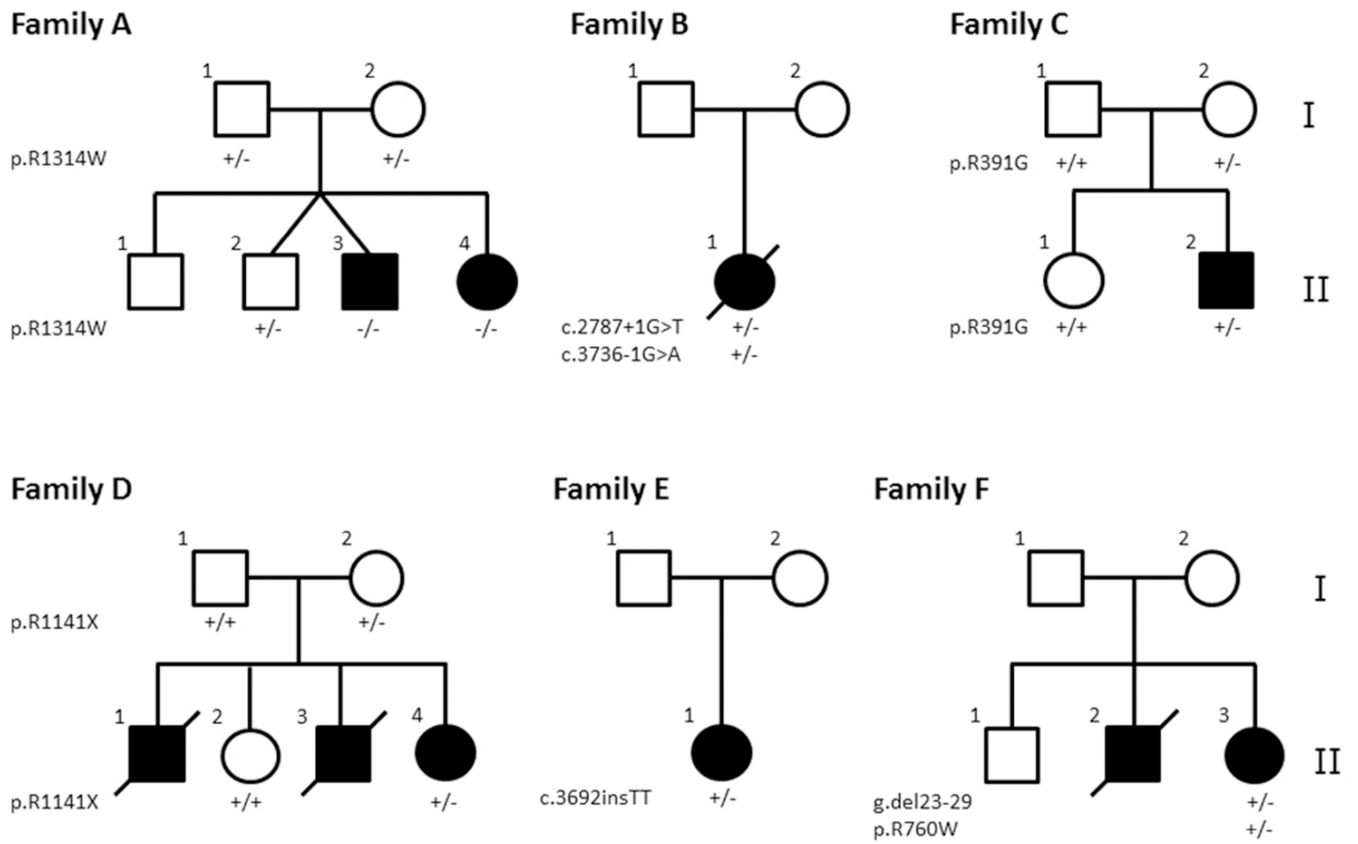 Family A Family B Family C
1 2 1 2 1 2 I
p.R1314W +/- +/- p.R391G +/+ +/-
1 2 3 4 1 1 2 II
p.R1314W +/- -/- -/- c.2787+1G>T +/- p.R391G +/+ +/-
c.3736-1G>A +/-
Family D Family E Family F
1 2 1 2 1 2 I
p.R1141X +/+ +/-
1 2 3 4 1 1 2 3 II
p.R1141X +/+ +/- c.3692insTT +/- g.del23-29 +/-
p.R760W +/-